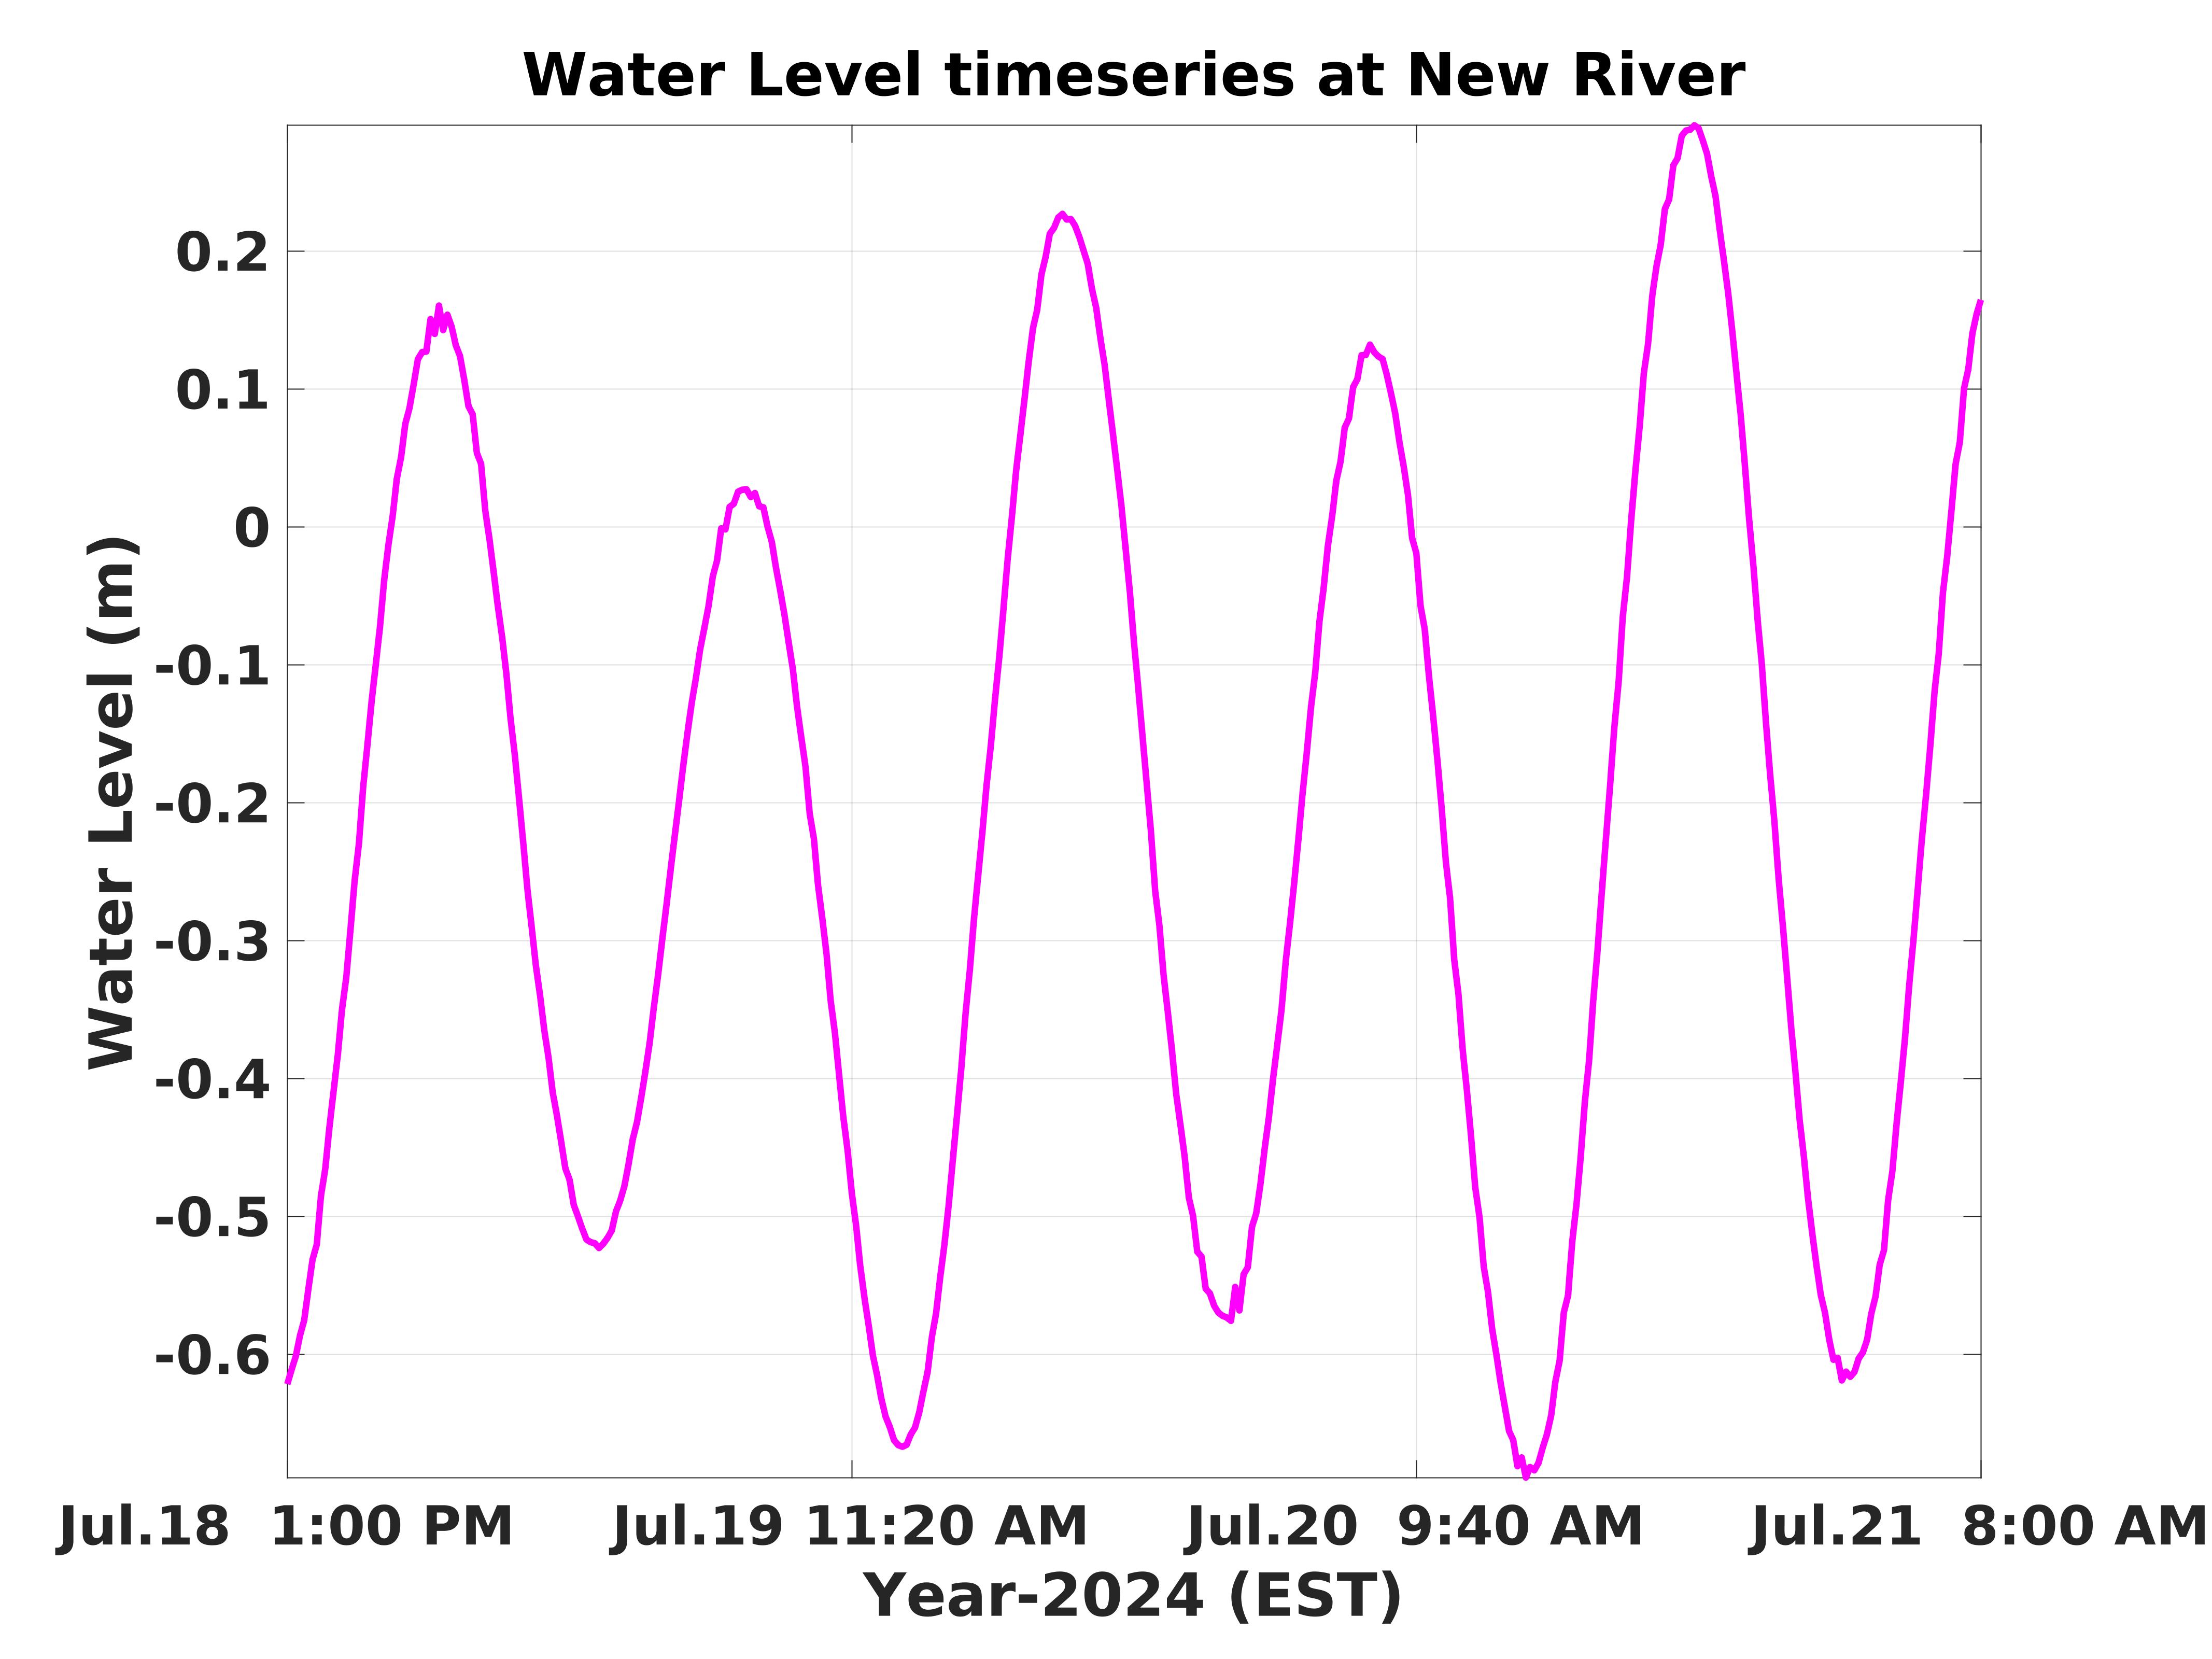 Water Level timeseries at New River
0.2
0.1
0
-0.1
-0.2
-0.3
-0.4
-0.5
-0.6
Water Level (m)
Jul.18 1:00 PM Jul.19 11:20 AM Jul.20 9:40 AM Jul.21 8:00 AM
Year-2024 (EST)